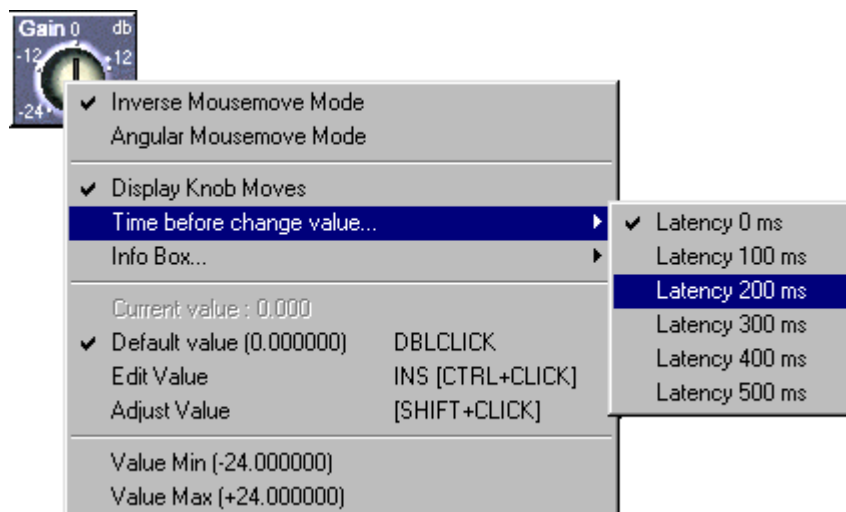 Gain 0 db
-12 12
-24
Inverse Mousemove Mode
Angular Mousemove Mode
Display Knob Moves
Time before change value...
Info Box...
Current value : 0.000
Default value (0.000000) DBLCLICK
Edit Value INS [CTRL+CLICK]
Adjust Value [SHIFT+CLICK]
Value Min (-24.000000)
Value Max (+24.000000)
Latency 0 ms
Latency 100 ms
Latency 200 ms
Latency 300 ms
Latency 400 ms
Latency 500 ms